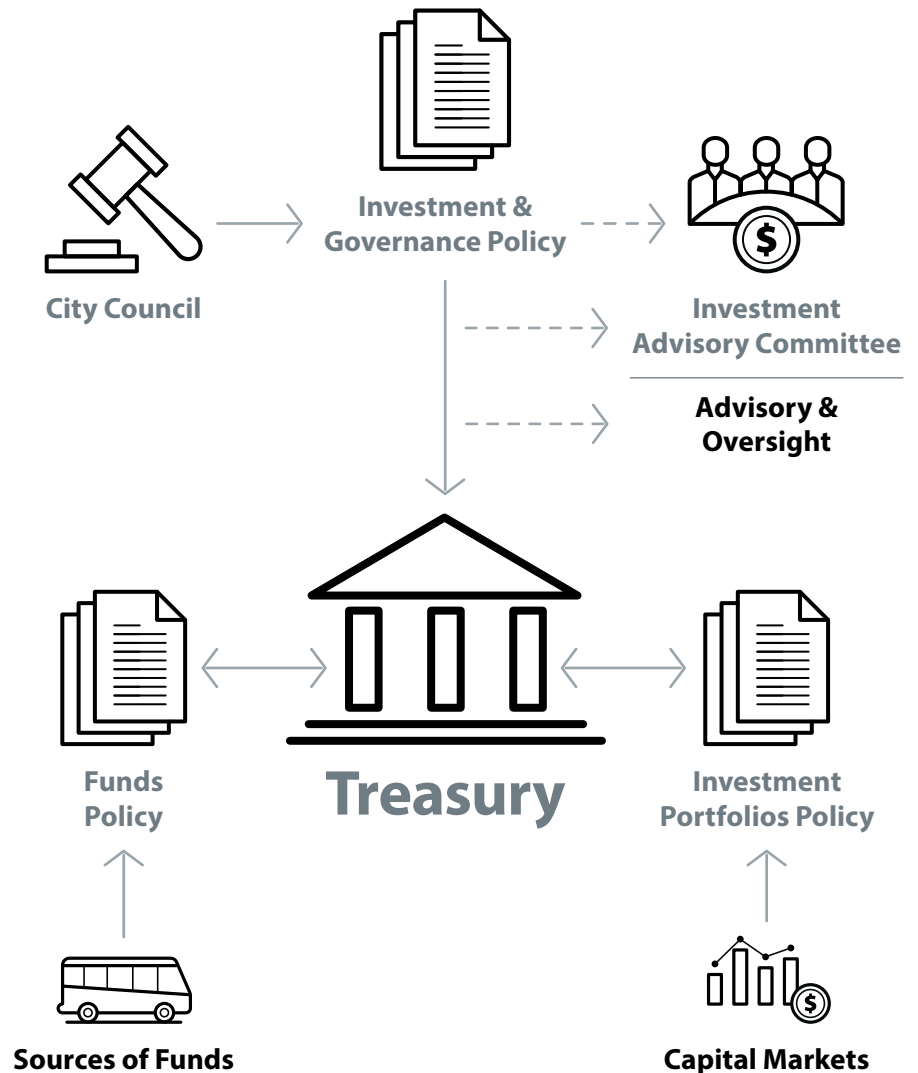 Investment &
Governance Policy
City Council
$
Investment
Advisory Committee
Advisory &
Oversight
Funds
Policy
Treasury
Investment
Portfolios Policy
$
Sources of Funds
Capital Markets